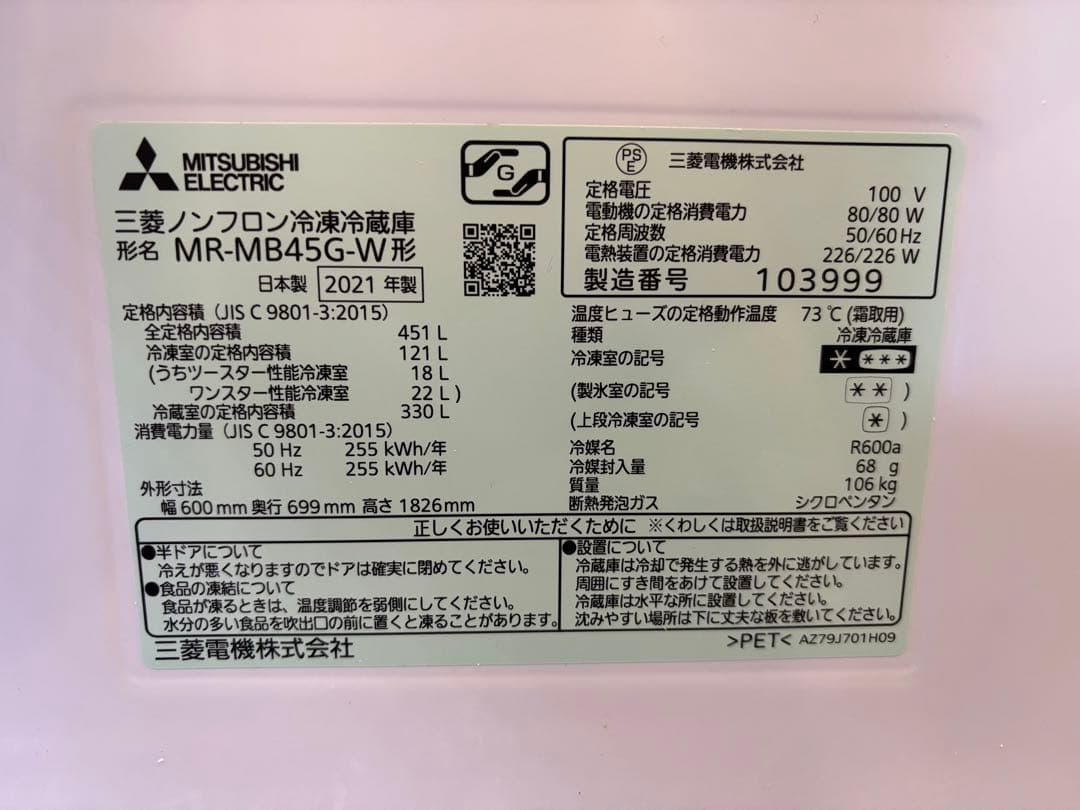 MITSUBISHI
ELECTRIC
G
三菱ノンフロン冷凍冷蔵庫
形名 MR-MB45G-W形
日本製 2021 年製
定格内容積（JIS C 9801-3:2015）
全定格内容積 451 L
冷凍室の定格内容積 121 L
(うちツースター性能冷凍室 18 L
ワンスター性能冷凍室 22 L )
冷蔵室の定格内容積 330 L
消費電力量（JIS C 9801-3:2015）
50 Hz 255 kWh/年
60 Hz 255 kWh/年
外形寸法
幅 600 mm 奥行 699 mm 高さ 1826mm
PSE 三菱電機株式会社
定格電圧 100 V
電動機の定格消費電力 80/80 W
定格周波数 50/60 Hz
電熱装置の定格消費電力 226/226 W
製造番号 103999
温度ヒューズの定格動作温度 73 ℃ (霜取用)
種類 冷凍冷蔵庫
冷凍室の記号 * ***
(製氷室の記号 ** )
(上段冷凍室の記号 * )
冷媒名 R600a
冷媒封入量 68 g
質量 106 kg
断熱発泡ガス シクロペンタン
正しくお使いいただくために ※くわしくは取扱説明書をご覧ください
●半ドアについて
冷えが悪くなりますのでドアは確実に閉めてください。
●食品の凍結について
食品が凍るときは、温度調節を弱側にしてください。
水分の多い食品を吹出口の前に置くと凍ることがあります。
●設置について
冷蔵庫は冷却で発生する熱を外に逃がしています。
周囲にすき間をあけて設置してください。
冷蔵庫は水平な所に設置してください。
沈みやすい場所は下に丈夫な板を敷いてください。
三菱電機株式会社
>PET< AZ79J701H09